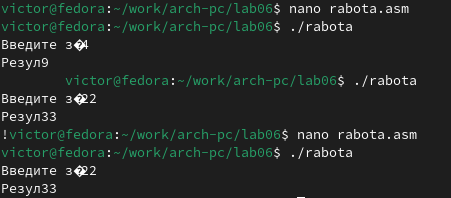 victor@fedora:~/work/arch-pc/lab06$ nano rabota.asm
victor@fedora:~/work/arch-pc/lab06$ ./rabota
Введите з�4
Резул9
victor@fedora:~/work/arch-pc/lab06$ ./rabota
Введите з�22
Резул33
!victor@fedora:~/work/arch-pc/lab06$ nano rabota.asm
victor@fedora:~/work/arch-pc/lab06$ ./rabota
Введите з�22
Резул33